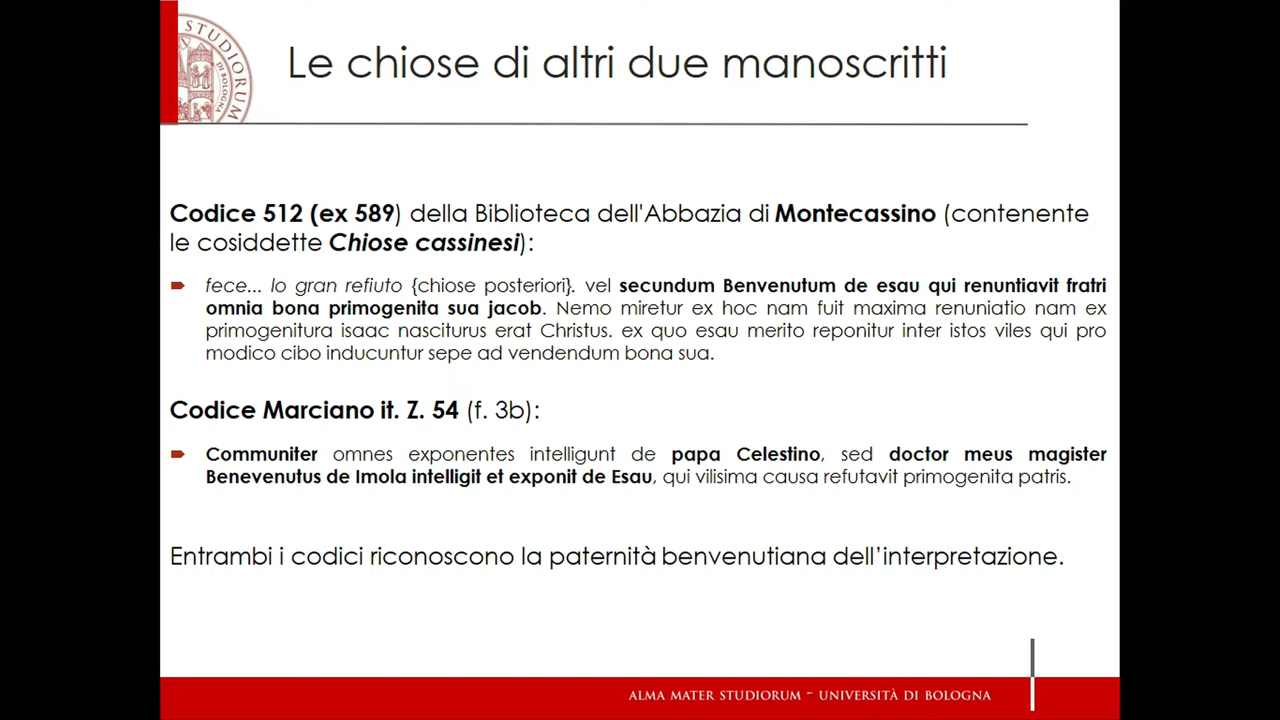 STUDIORUM
DI BOLOGNA
Le chiose di altri due manoscritti
Codice 512 (ex 589) della Biblioteca dell'Abbazia di Montecassino (contenente
le cosiddette Chiose cassinesi):
fece... lo gran refiuto {chiose posteriori}. vel secundum Benvenutum de esau qui renuntiavit fratri
omnia bona primogenita sua jacob. Nemo miretur ex hoc nam fuit maxima renuniatio nam ex
primogenitura isaac nasciturus erat Christus. ex quo esau merito reponitur inter istos viles qui pro
modico cibo inducuntur sepe ad vendendum bona sua.
Codice Marciano it. Z. 54 (f. 3b):
Communiter omnes exponentes intelligunt de papa Celestino, sed doctor meus magister
Benevenutus de Imola intelligit et exponit de Esau, qui vilisima causa refutavit primogenita patris.
Entrambi i codici riconoscono la paternità benvenutiana dell’interpretazione.
ALMA MATER STUDIORUM ~ UNIVERSITÀ DI BOLOGNA